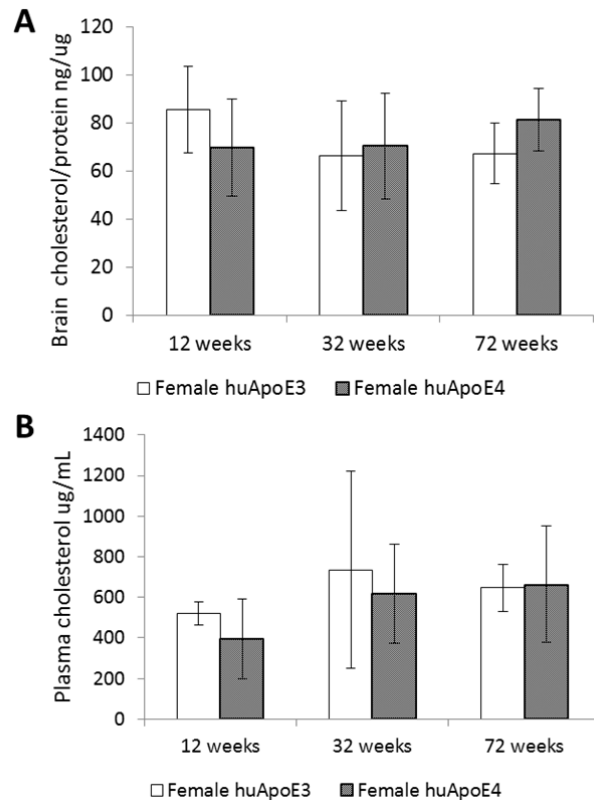 A
Brain cholesterol/protein ng/ug
120
100
80
60
40
20
0
12 weeks 32 weeks 72 weeks
Female huApoE3 Female huApoE4
B
Plasma cholesterol ug/mL
1400
1200
1000
800
600
400
200
0
12 weeks 32 weeks 72 weeks
Female huApoE3 Female huApoE4